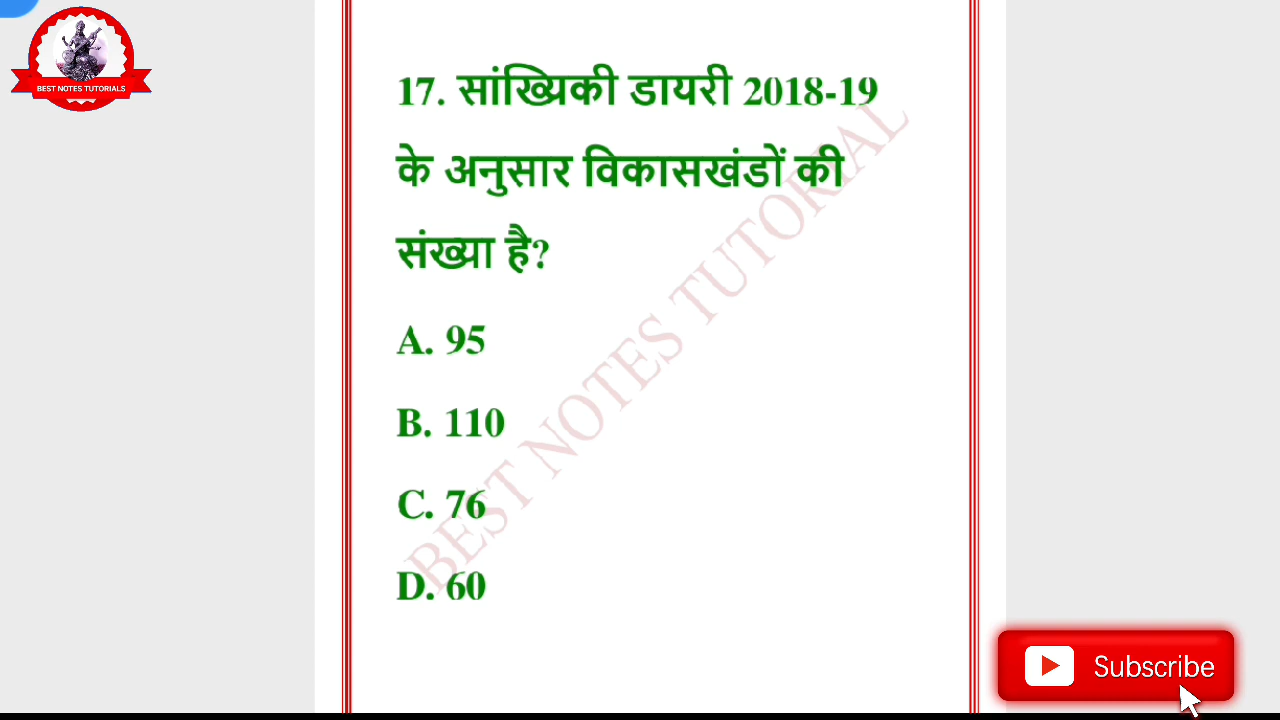 BEST NOTES TUTORIALS
17. सांख्यिकी डायरी 2018-19
के अनुसार विकासखंडों की
संख्या है?
A. 95
B. 110
C. 76
D. 60
BEST NOTES TUTORIAL
Subscribe